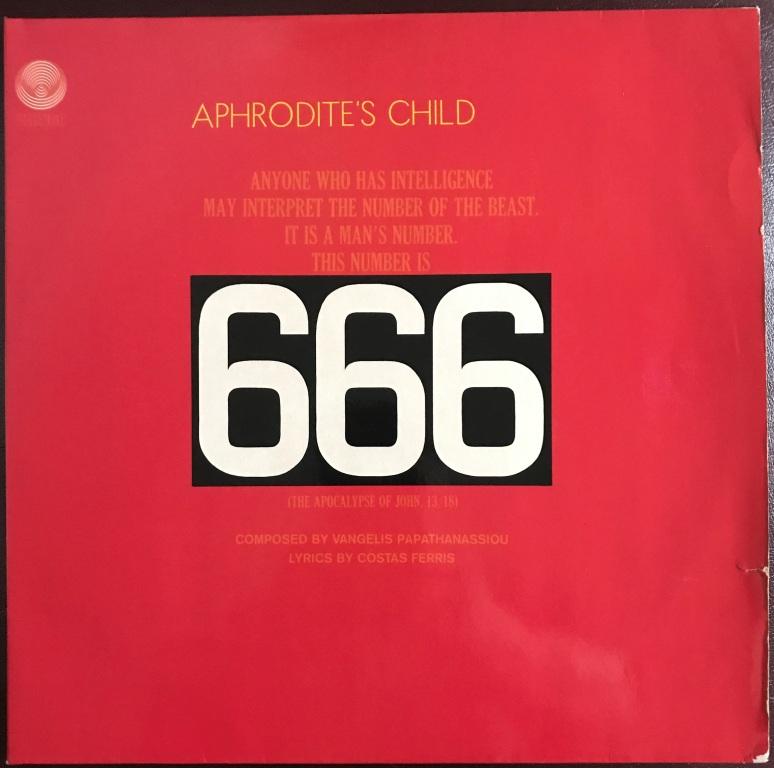 APHRODITE'S CHILD
ANYONE WHO HAS INTELLIGENCE
MAY INTERPRET THE NUMBER OF THE BEAST.
IT IS A MAN'S NUMBER.
THIS NUMBER IS
666
(THE APOCALYPSE OF JOHN, 13/18)
COMPOSED BY VANGELIS PAPATHANASSIOU
LYRICS BY COSTAS FERRIS